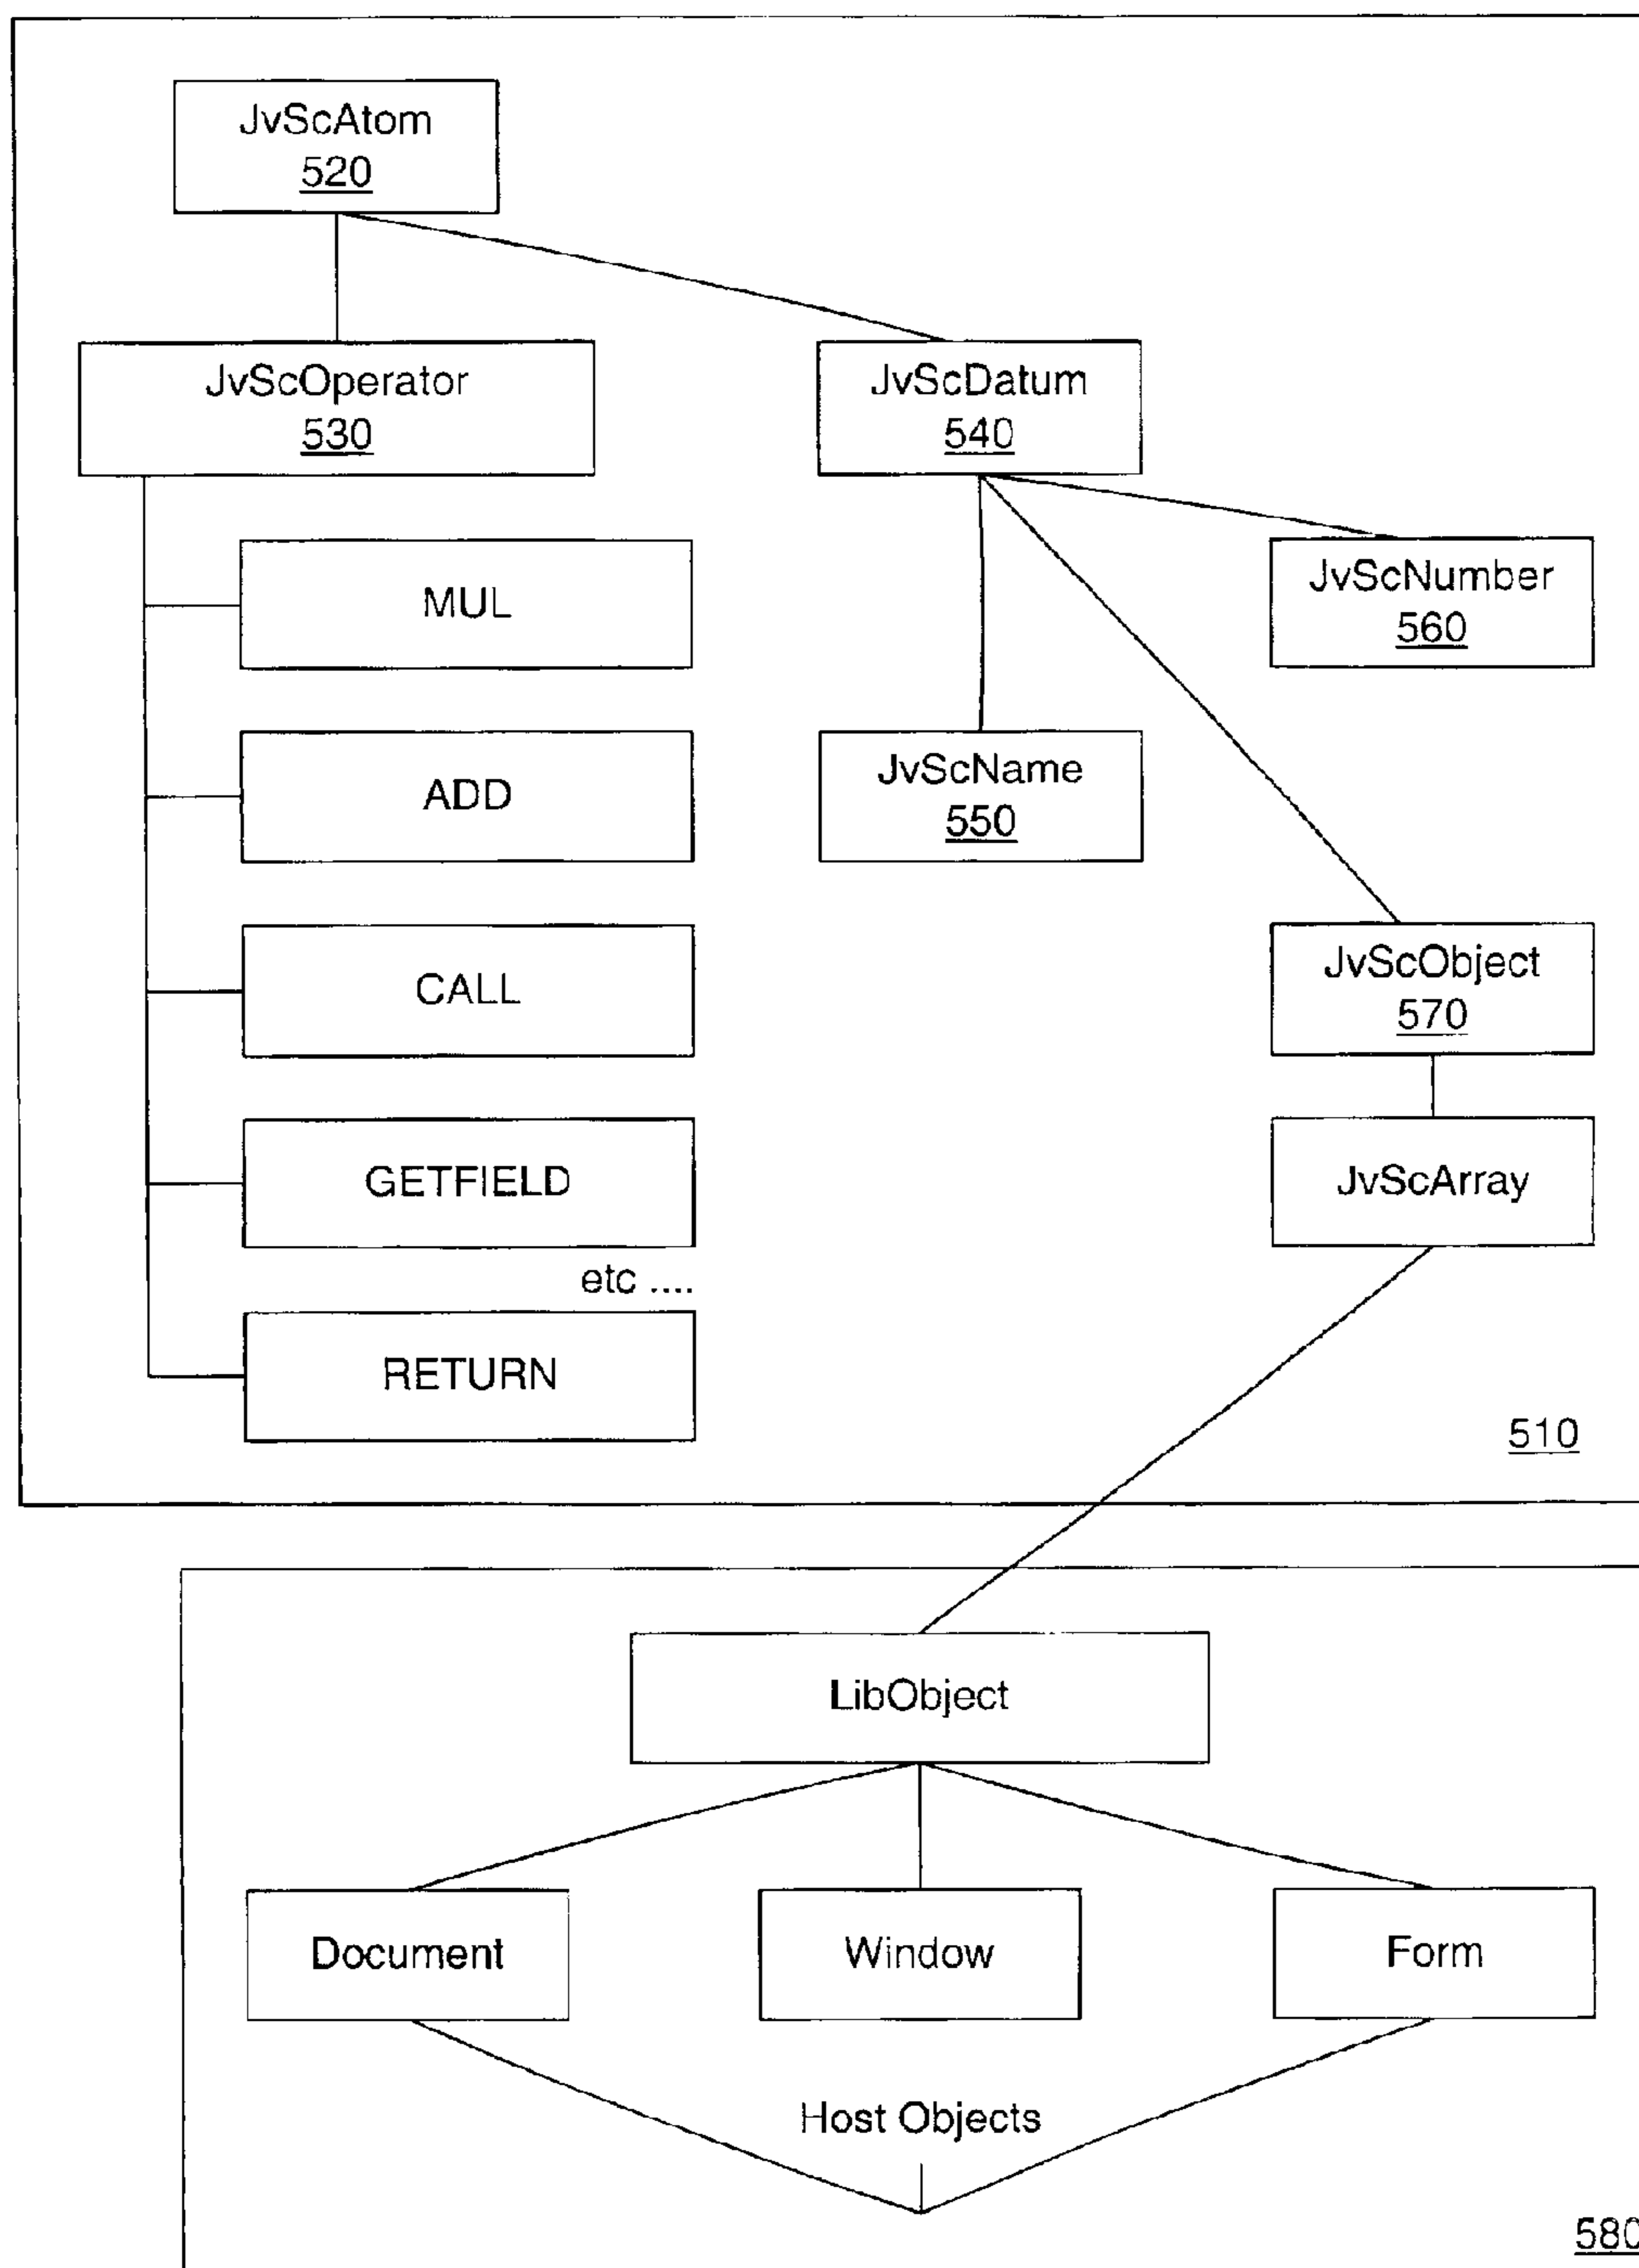 JvScAtom
520
JvScOperator
530
JvScDatum
540
MUL
JvScNumber
560
ADD
JvScName
550
CALL
JvScObject
570
GETFIELD
JvScArray
etc ....
RETURN
510
LibObject
Document
Window
Form
Host Objects
580